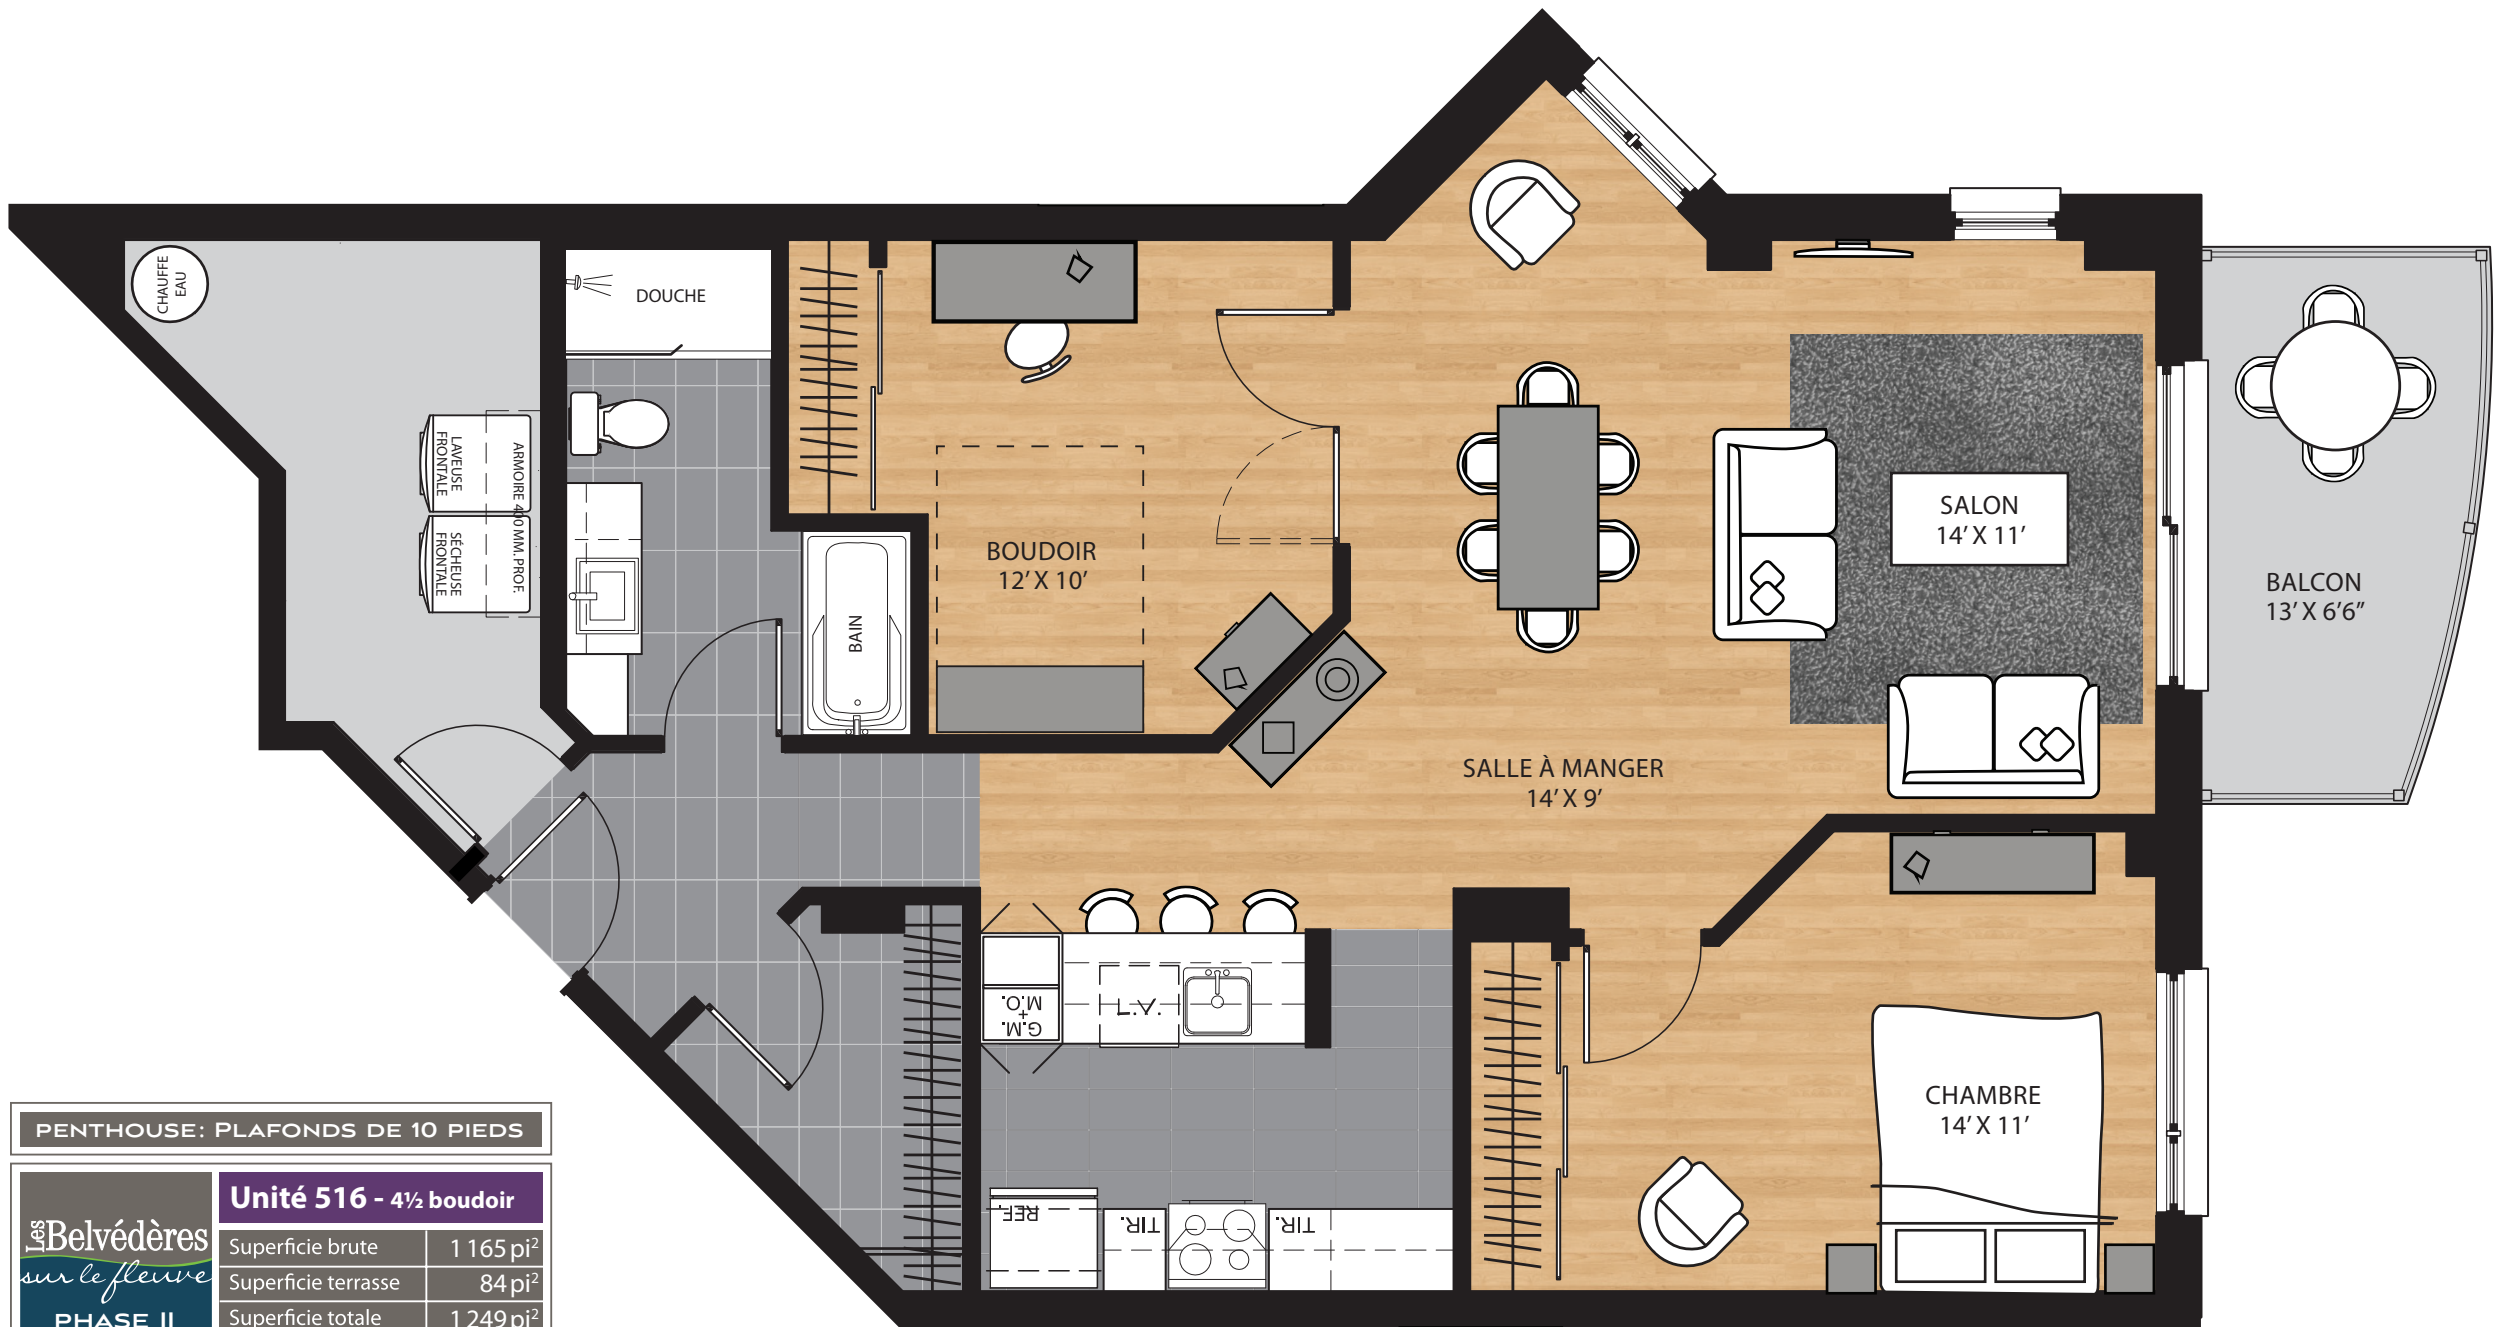 CHAUFFE
EAU
DOUCHE
LAVEUSE
FRONTALE
SÉCHEUSE
FRONTALE
ARMOIRE 400 MM. PROF.
BAIN
BOUDOIR
12’ X 10’
SALON
14’ X 11’
BALCON
13’ X 6’6’’
SALLE À MANGER
14’ X 9’
G.M.
+
M.O.
L.V.
CHAMBRE
14’ X 11’
REF.
TIR.
TIR.
PENTHOUSE: PLAFONDS DE 10 PIEDS
Les Belvédères
sur le fleuve
PHASE II
Unité 516 - 4½ boudoir
Superficie brute 1 165 pi²
Superficie terrasse 84 pi²
Superficie totale 1 249 pi²